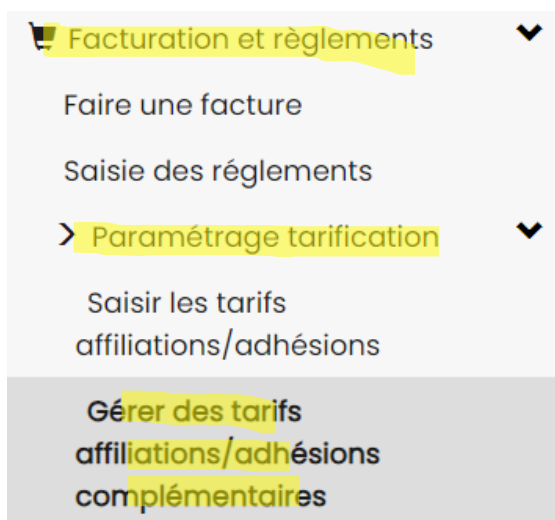 Facturation et règlements
Faire une facture
Saisie des réglements
Paramétrage tarification
Saisir les tarifs
affiliations/adhésions
Gérer des tarifs
affiliations/adhésions
complémentaires